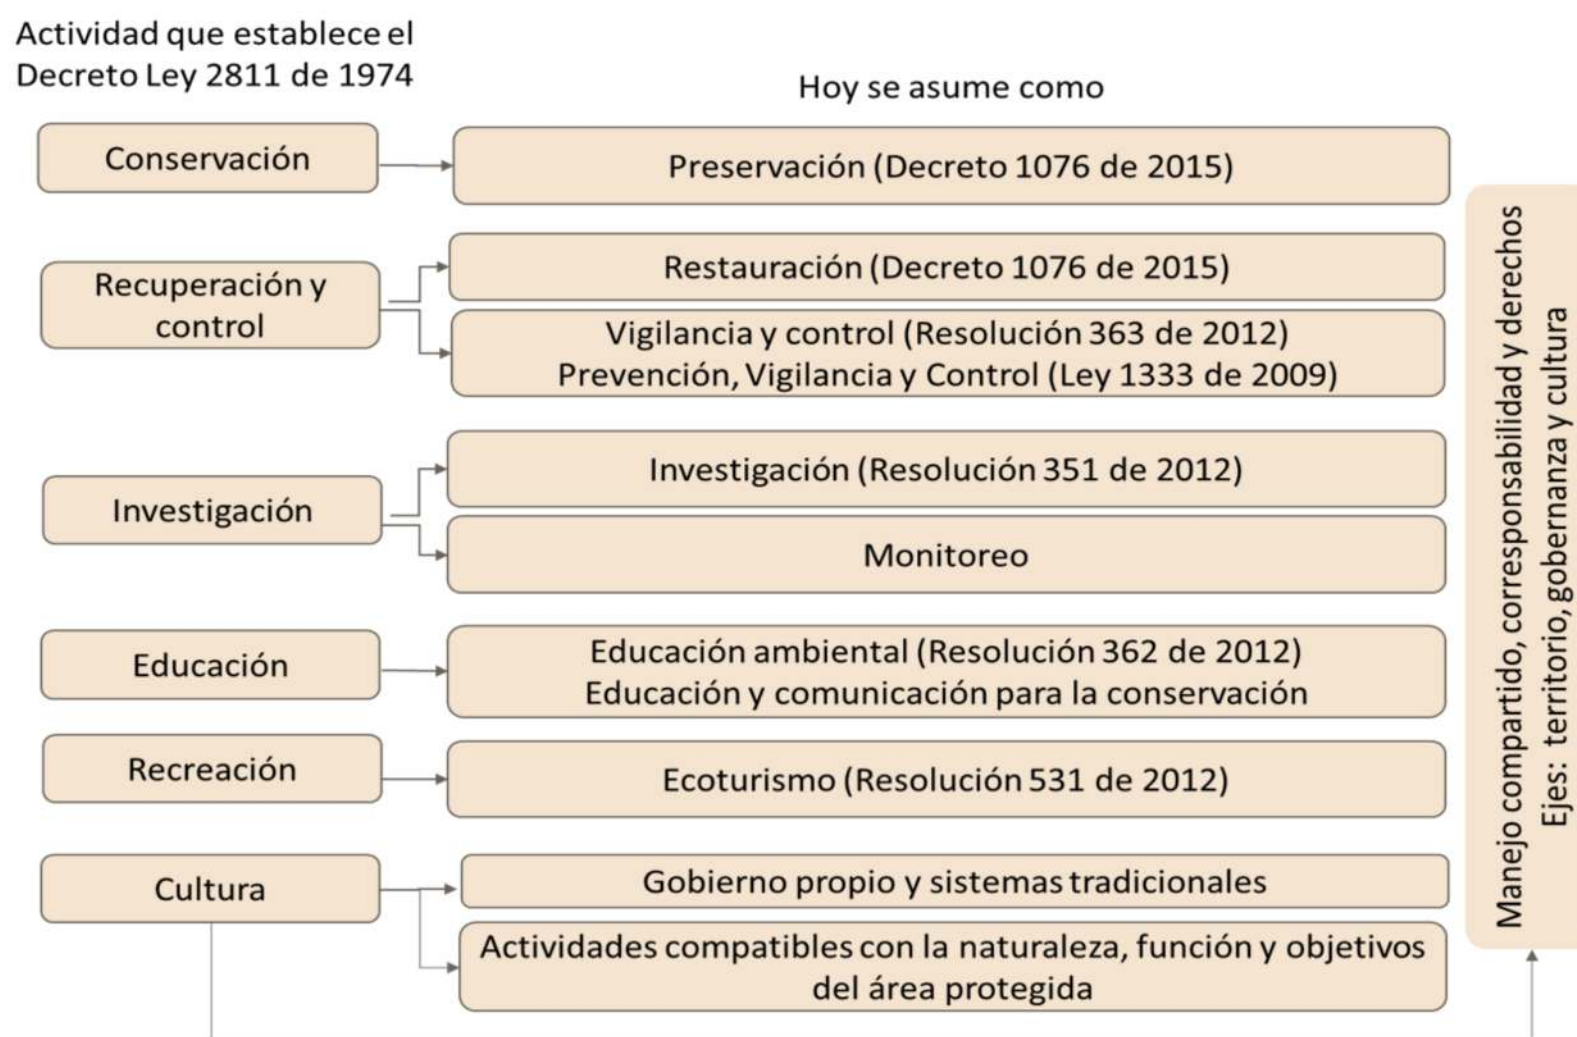 Actividad que establece el
Decreto Ley 2811 de 1974
Hoy se asume como
Conservación
Preservación (Decreto 1076 de 2015)
Recuperación y
control
Restauración (Decreto 1076 de 2015)
Vigilancia y control (Resolución 363 de 2012)
Prevención, Vigilancia y Control (Ley 1333 de 2009)
Investigación
Investigación (Resolución 351 de 2012)
Monitoreo
Educación
Educación ambiental (Resolución 362 de 2012)
Educación y comunicación para la conservación
Recreación
Ecoturismo (Resolución 531 de 2012)
Cultura
Gobierno propio y sistemas tradicionales
Actividades compatibles con la naturaleza, función y objetivos
del área protegida
Manejo compartido, corresponsabilidad y derechos
Ejes: territorio, gobernanza y cultura